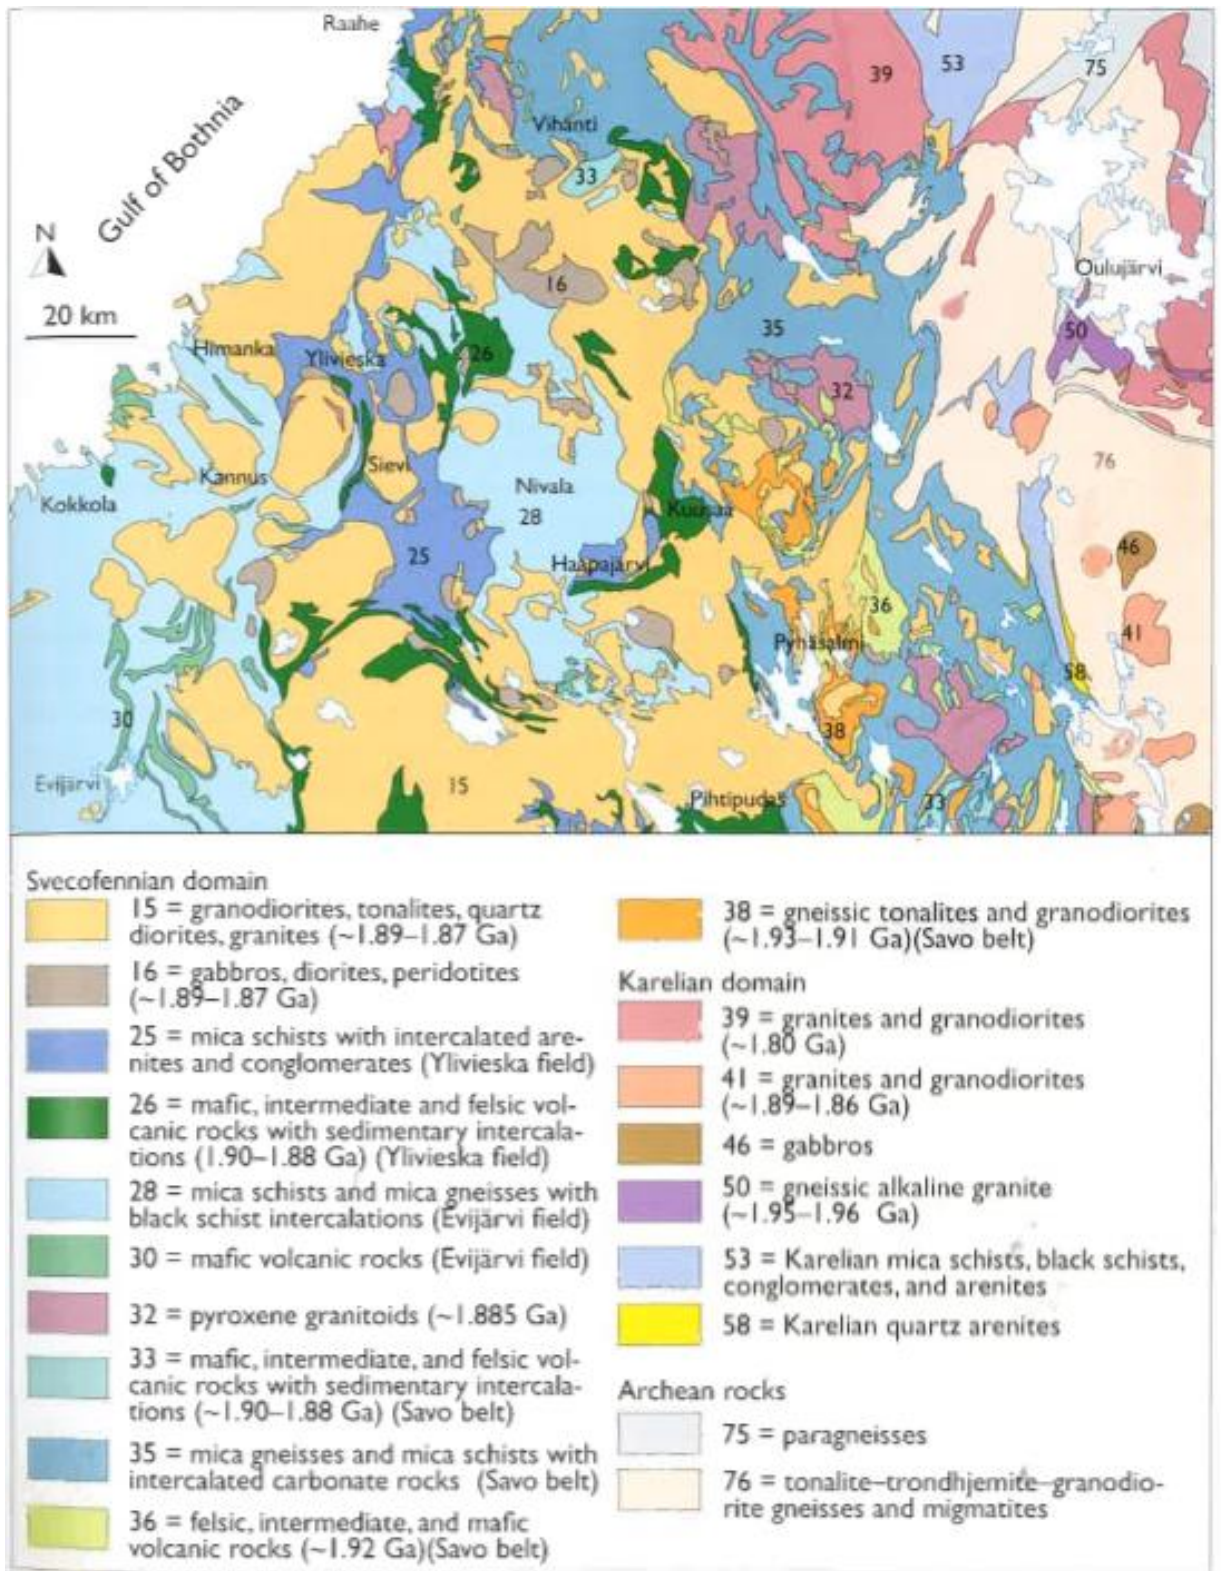 Raahe
39
53
75
Gulf of Bothnia
Vihanti
33
N
16
Oulujärvi
20 km
35
50
Himanka
Ylivieska
26
32
76
Kannus
Sievi
Nivala
Kokkola
28
Kuusaa
25
Haapajärvi
46
36
41
Pyhäsalmi
58
30
38
Evijärvi
15
Pihtipudas
33
Svecofennian domain
15 = granodiorites, tonalites, quartz
diorites, granites (~1.89–1.87 Ga)
16 = gabbros, diorites, peridotites
(~1.89–1.87 Ga)
25 = mica schists with intercalated are-
nites and conglomerates (Ylivieska field)
26 = mafic, intermediate and felsic vol-
canic rocks with sedimentary intercala-
tions (1.90–1.88 Ga) (Ylivieska field)
28 = mica schists and mica gneisses with
black schist intercalations (Evijärvi field)
30 = mafic volcanic rocks (Evijärvi field)
32 = pyroxene granitoids (~1.885 Ga)
33 = mafic, intermediate, and felsic vol-
canic rocks with sedimentary intercala-
tions (~1.90–1.88 Ga) (Savo belt)
35 = mica gneisses and mica schists with
intercalated carbonate rocks (Savo belt)
36 = felsic, intermediate, and mafic
volcanic rocks (~1.92 Ga)(Savo belt)
38 = gneissic tonalites and granodiorites
(~1.93–1.91 Ga)(Savo belt)
Karelian domain
39 = granites and granodiorites
(~1.80 Ga)
41 = granites and granodiorites
(~1.89–1.86 Ga)
46 = gabbros
50 = gneissic alkaline granite
(~1.95–1.96 Ga)
53 = Karelian mica schists, black schists,
conglomerates, and arenites
58 = Karelian quartz arenites
Archean rocks
75 = paragneisses
76 = tonalite–trondhjemite–granodio-
rite gneisses and migmatites